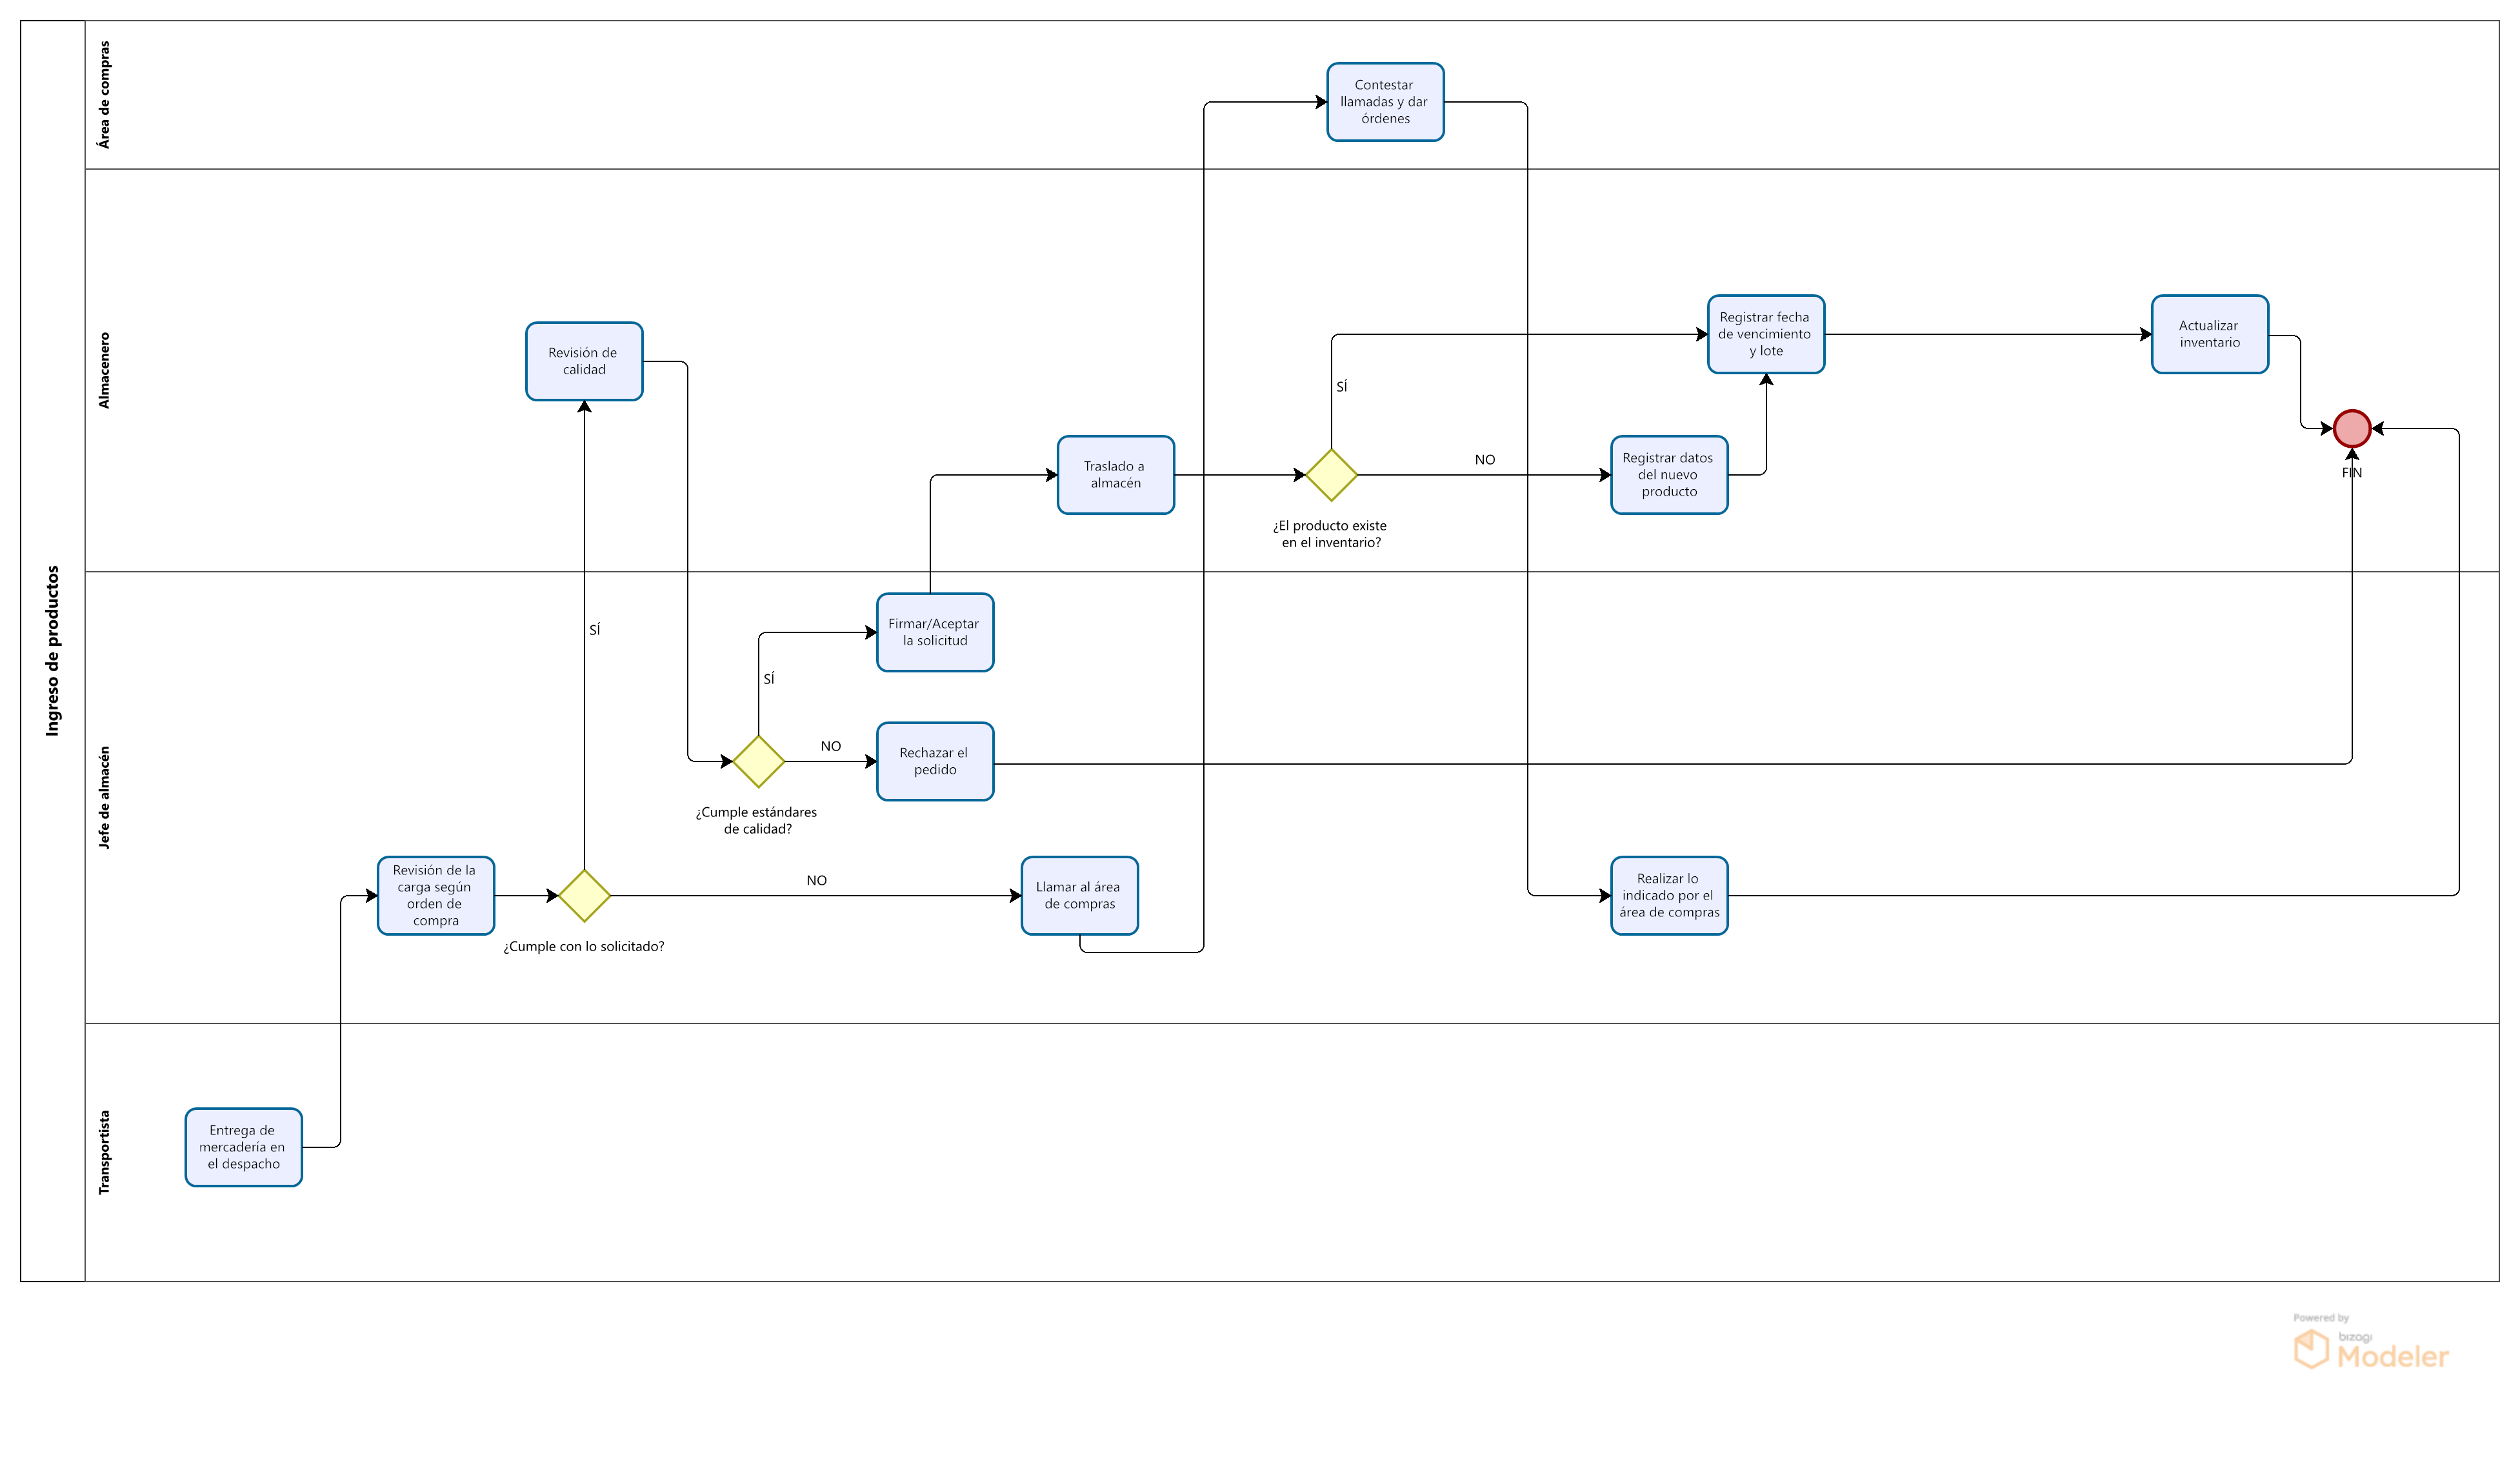 Ingreso de productos
Área de compras
Contestar
llamadas y dar
órdenes
Almacenero
Revisión de
calidad
Traslado a
almacén
¿El producto existe
en el inventario?
SÍ
NO
Registrar fecha
de vencimiento
y lote
Registrar datos
del nuevo
producto
Actualizar
inventario
FIN
Jefe de almacén
Revisión de la
carga según
orden de
compra
¿Cumple con lo solicitado?
SÍ
NO
¿Cumple estándares
de calidad?
SÍ
NO
Firmar/Aceptar
la solicitud
Rechazar el
pedido
Llamar al área
de compras
Realizar lo
indicado por el
área de compras
Transportista
Entrega de
mercadería en
el despacho
Powered by
bizagi
Modeler